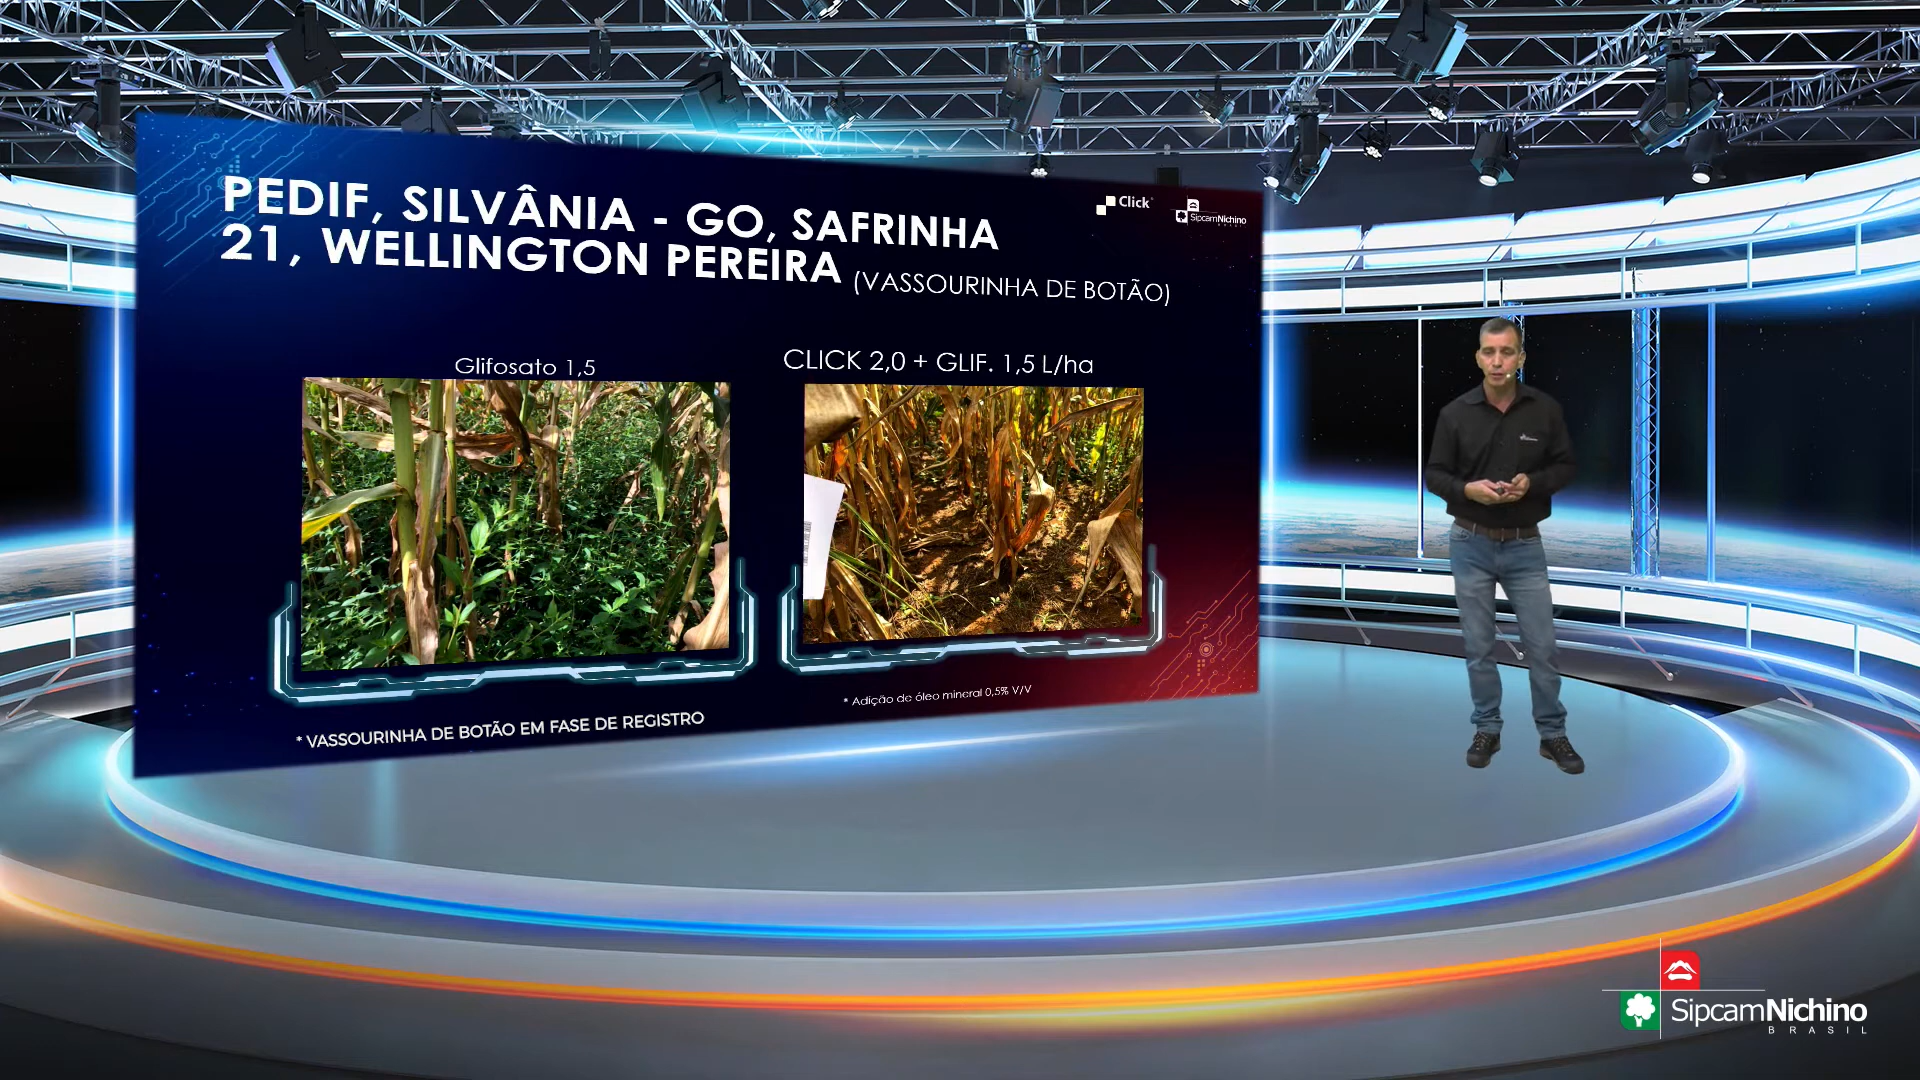 PEDIF, SILVÂNIA - GO, SAFRINHA
21, WELLINGTON PEREIRA (VASSOURINHA DE BOTÃO)
Click
SipcamNichino
Glifosato 1,5
CLICK 2,0 + GLIF. 1,5 L/ha
* Adição de óleo mineral 0,5% V/V
* VASSOURINHA DE BOTÃO EM FASE DE REGISTRO
SipcamNichino
BRASIL